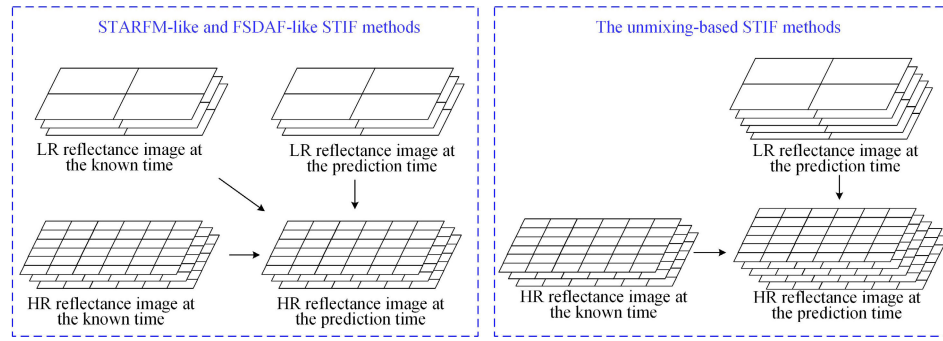 STARFM-like and FSDAF-like STIF methods
LR reflectance image at
the known time
LR reflectance image at
the prediction time
HR reflectance image at
the known time
HR reflectance image at
the prediction time
The unmixing-based STIF methods
LR reflectance image at
the prediction time
HR reflectance image at
the known time
HR reflectance image at
the prediction time